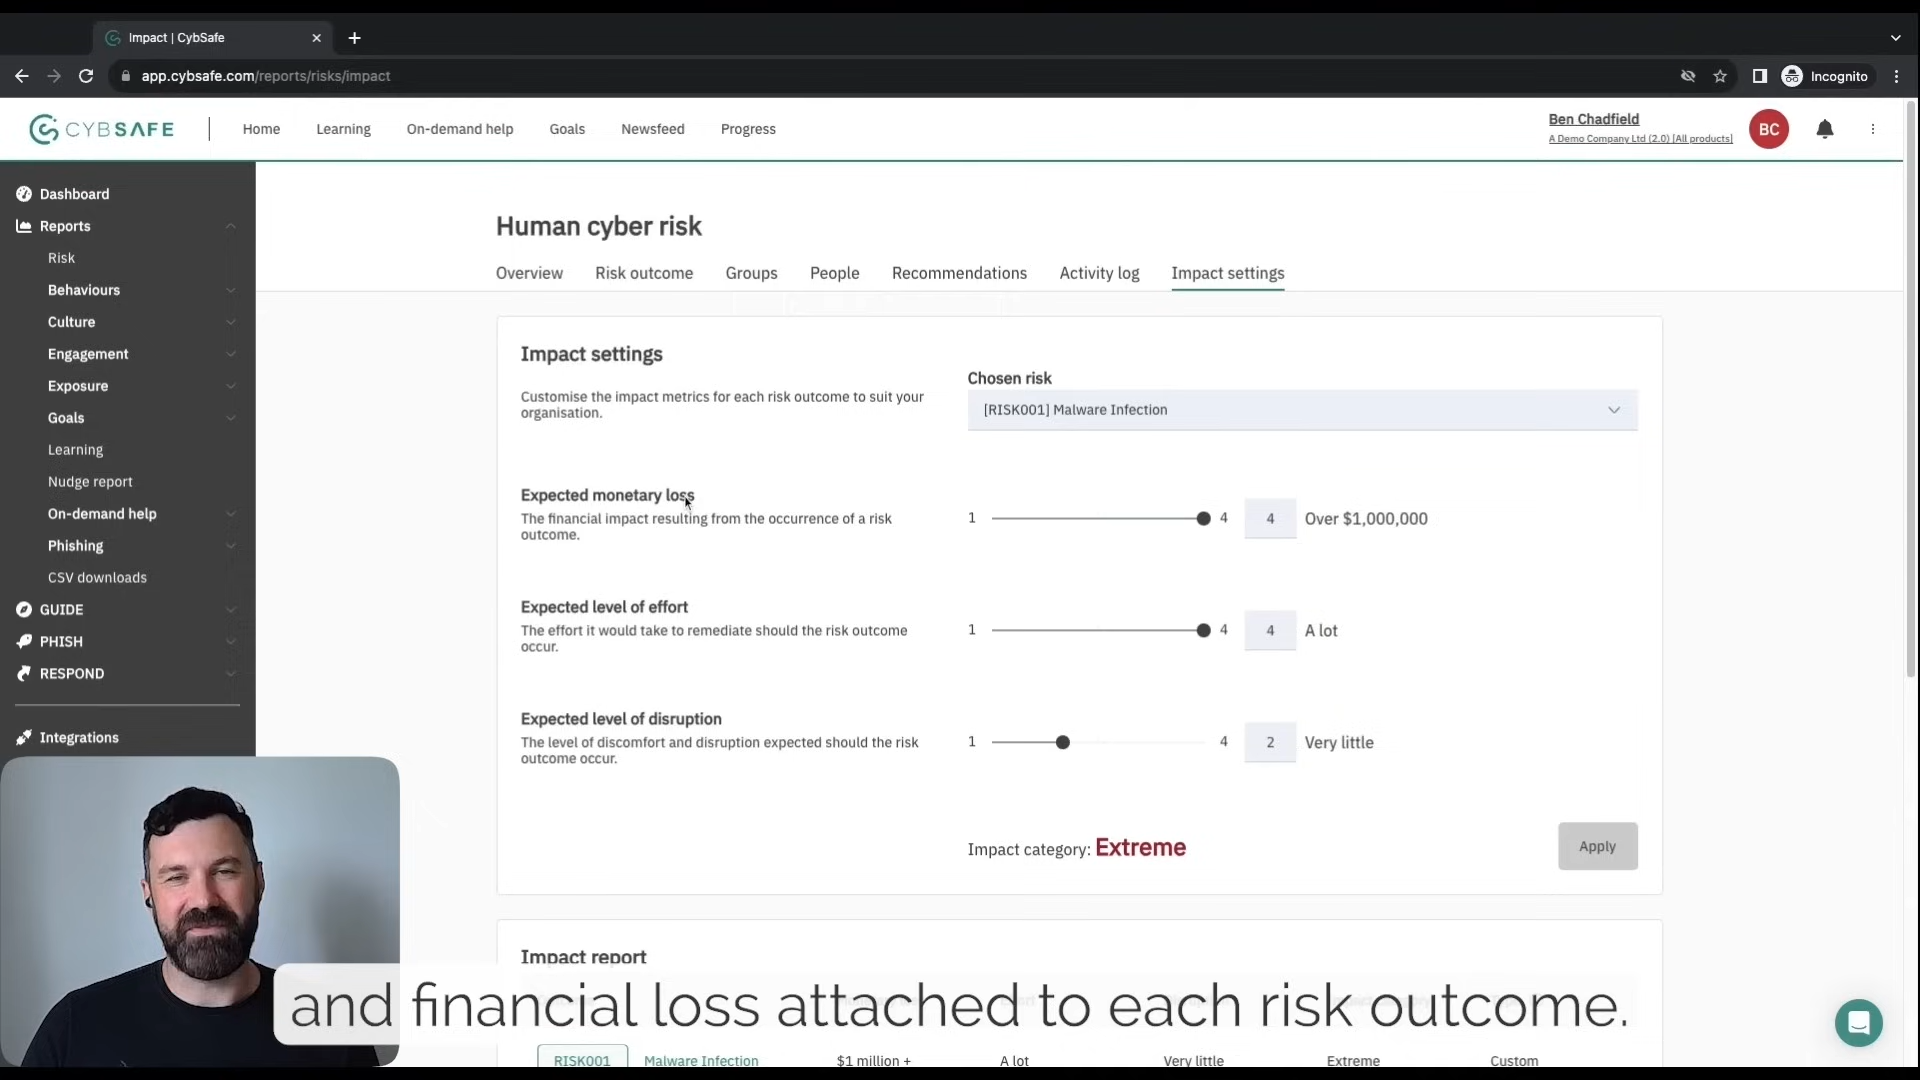 Impact | CybSafe
app.cybsafe.com/reports/risks/impact
Incognito
CYBSAFE
Home
Learning
On-demand help
Goals
Newsfeed
Progress
Ben Chadfield
A Demo Company Ltd (2.0) [All products]
BC
Dashboard
Reports
Risk
Behaviours
Culture
Engagement
Exposure
Goals
Learning
Nudge report
On-demand help
Phishing
CSV downloads
GUIDE
PHISH
RESPOND
Integrations
Human cyber risk
Overview
Risk outcome
Groups
People
Recommendations
Activity log
Impact settings
Impact settings
Customise the impact metrics for each risk outcome to suit your
organisation.
Chosen risk
[RISK001] Malware Infection
Expected monetary loss
The financial impact resulting from the occurrence of a risk
outcome.
1 4 4 Over $1,000,000
Expected level of effort
The effort it would take to remediate should the risk outcome
occur.
1 4 4 A lot
Expected level of disruption
The level of discomfort and disruption expected should the risk
outcome occur.
1 4 2 Very little
Impact category: Extreme
Apply
Impact report
and financial loss attached to each risk outcome.
RISK001 Malware Infection $1 million + A lot Very little Extreme Custom